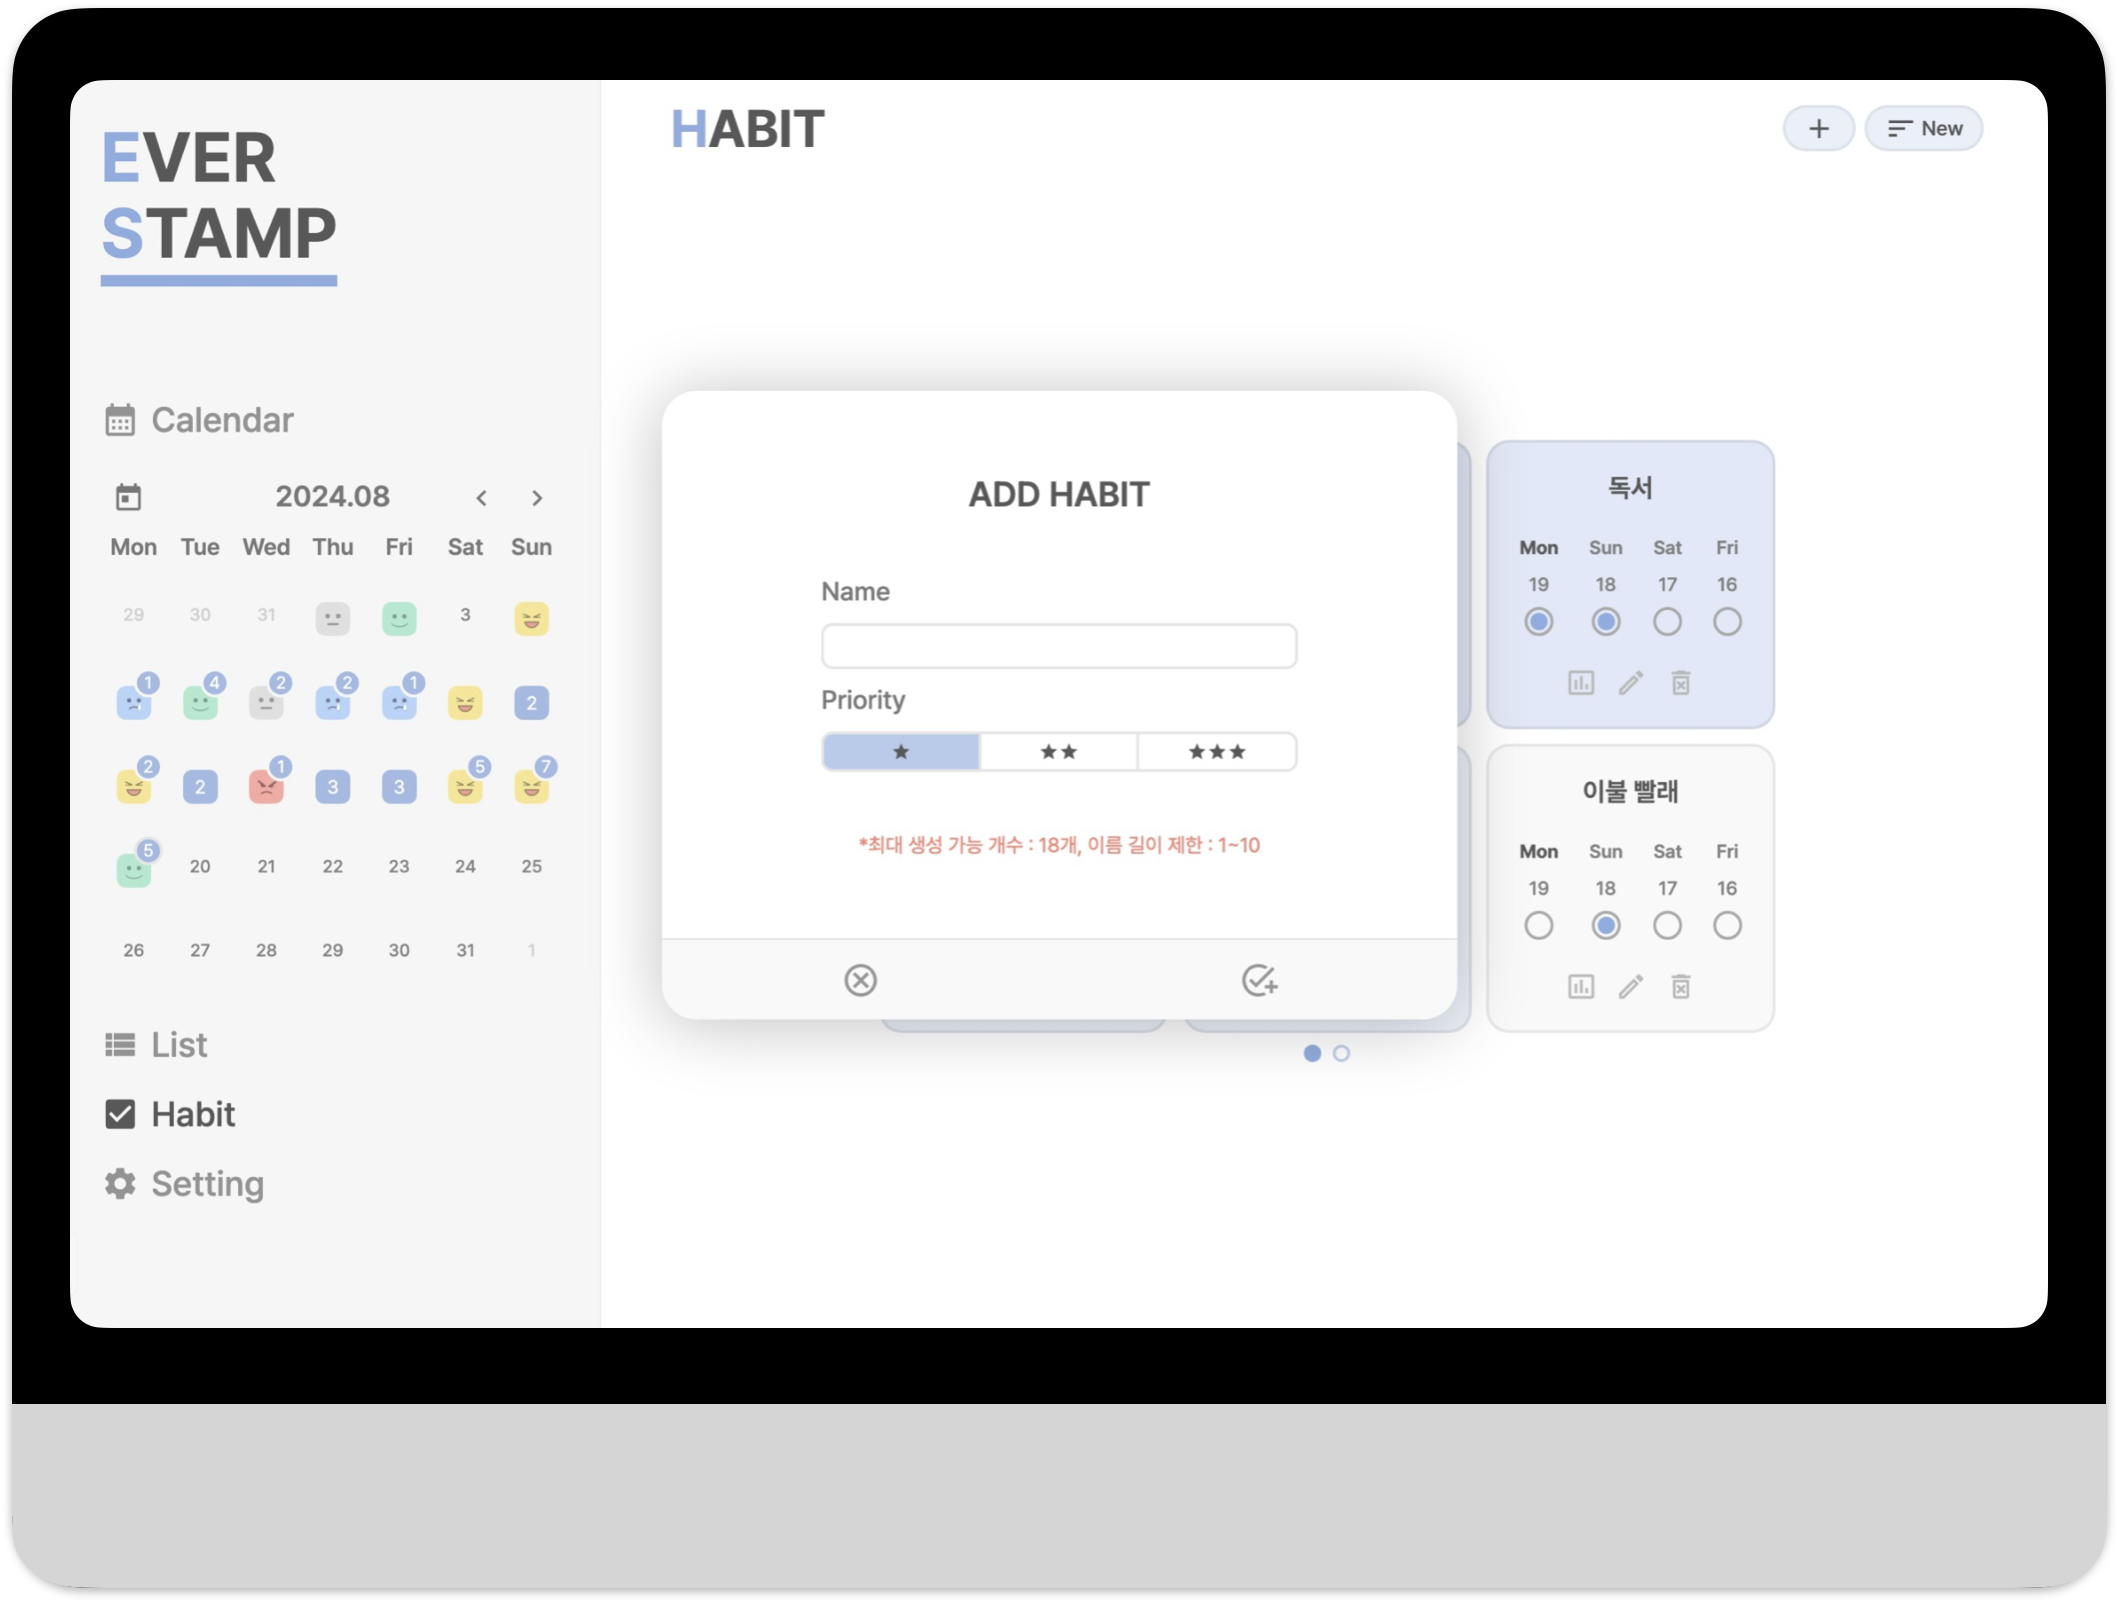 EVER
STAMP
Calendar
2024.08
Mon Tue Wed Thu Fri Sat Sun
29 30 31 3
1 4 2 2 1 2
2 2 1 3 3 5 7
5 20 21 22 23 24 25
26 27 28 29 30 31 1
List
Habit
Setting
HABIT
+ New
ADD HABIT
Name
Priority
★ ★★ ★★★
*최대 생성 가능 개수 : 18개, 이름 길이 제한 : 1~10
독서
Mon Sun Sat Fri
19 18 17 16
이불 빨래
Mon Sun Sat Fri
19 18 17 16